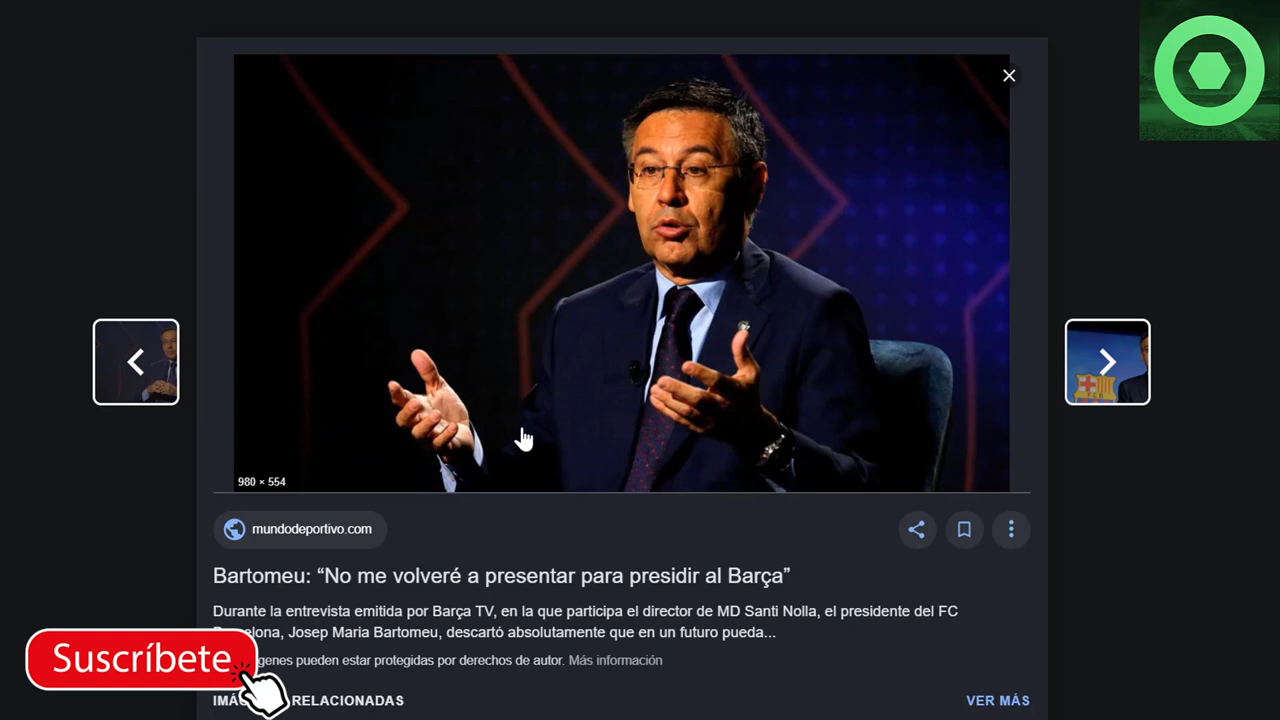 980 × 554
mundodeportivo.com
Bartomeu: “No me volveré a presentar para presidir al Barça”
Durante la entrevista emitida por Barça TV, en la que participa el director de MD Santi Nolla, el presidente del FC
Josep Maria Bartomeu, descartó absolutamente que en un futuro pueda...
Suscríbete
pueden estar protegidas por derechos de autor. Más información
RELACIONADAS
VER MÁS